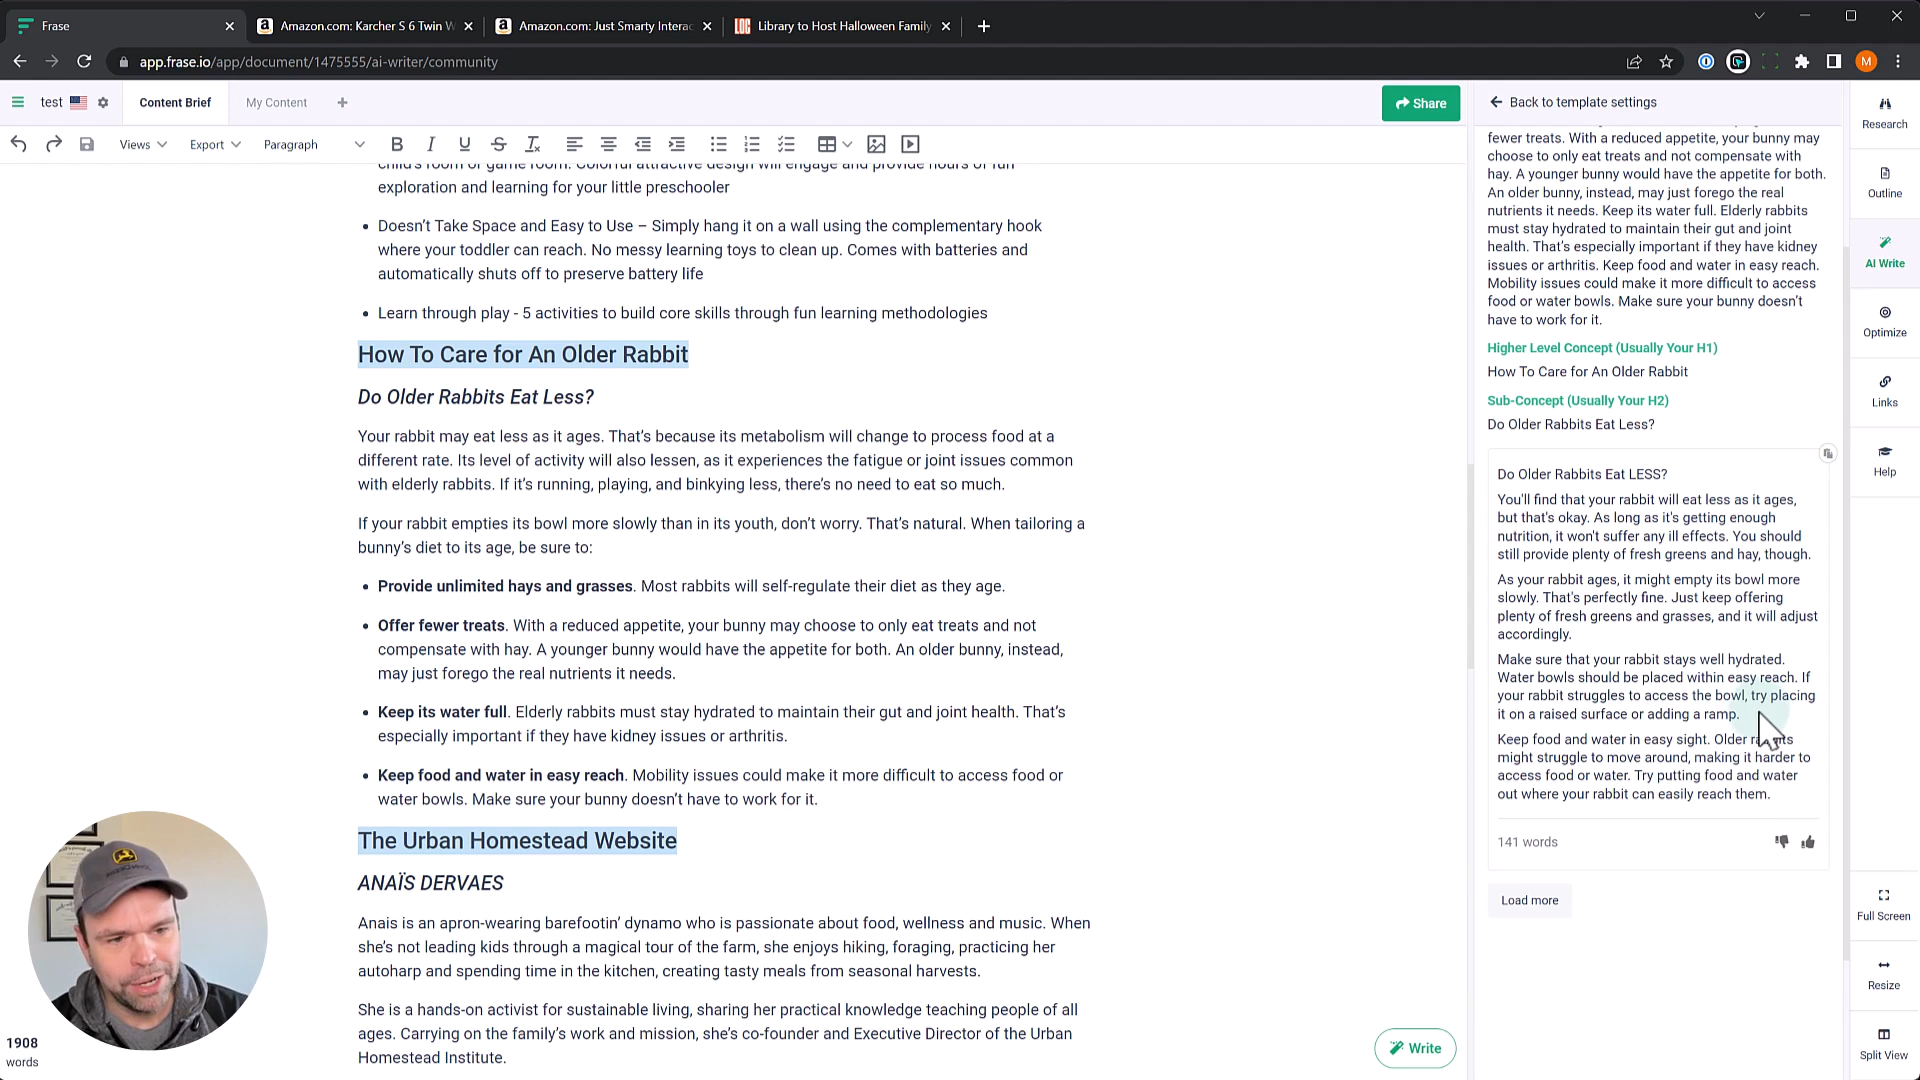 Frase
Amazon.com: Karcher S 6 Twin W
Amazon.com: Just Smarty Interac
LOC
Library to Host Halloween Family
app.frase.io/app/document/1475555/ai-writer/community
M
test
Content Brief
My Content
Share
Back to template settings
Research
Views
Export
Paragraph
child's room or game room. Colorful attractive design will engage and provide hours of fun
exploration and learning for your little preschooler
Doesn't Take Space and Easy to Use – Simply hang it on a wall using the complementary hook
where your toddler can reach. No messy learning toys to clean up. Comes with batteries and
automatically shuts off to preserve battery life
Learn through play - 5 activities to build core skills through fun learning methodologies
How To Care for An Older Rabbit
Do Older Rabbits Eat Less?
Your rabbit may eat less as it ages. That's because its metabolism will change to process food at a
different rate. Its level of activity will also lessen, as it experiences the fatigue or joint issues common
with elderly rabbits. If it's running, playing, and binkying less, there's no need to eat so much.
If your rabbit empties its bowl more slowly than in its youth, don't worry. That's natural. When tailoring a
bunny's diet to its age, be sure to:
Provide unlimited hays and grasses. Most rabbits will self-regulate their diet as they age.
Offer fewer treats. With a reduced appetite, your bunny may choose to only eat treats and not
compensate with hay. A younger bunny would have the appetite for both. An older bunny, instead,
may just forego the real nutrients it needs.
Keep its water full. Elderly rabbits must stay hydrated to maintain their gut and joint health. That's
especially important if they have kidney issues or arthritis.
Keep food and water in easy reach. Mobility issues could make it more difficult to access food or
water bowls. Make sure your bunny doesn't have to work for it.
The Urban Homestead Website
ANAÏS DERVAES
Anais is an apron-wearing barefootin' dynamo who is passionate about food, wellness and music. When
she's not leading kids through a magical tour of the farm, she enjoys hiking, foraging, practicing her
autoharp and spending time in the kitchen, creating tasty meals from seasonal harvests.
She is a hands-on activist for sustainable living, sharing her practical knowledge teaching people of all
ages. Carrying on the family's work and mission, she's co-founder and Executive Director of the Urban
Homestead Institute.
1908
words
Write
fewer treats. With a reduced appetite, your bunny may
choose to only eat treats and not compensate with
hay. A younger bunny would have the appetite for both.
An older bunny, instead, may just forego the real
nutrients it needs. Keep its water full. Elderly rabbits
must stay hydrated to maintain their gut and joint
health. That's especially important if they have kidney
issues or arthritis. Keep food and water in easy reach.
Mobility issues could make it more difficult to access
food or water bowls. Make sure your bunny doesn't
have to work for it.
Higher Level Concept (Usually Your H1)
How To Care for An Older Rabbit
Sub-Concept (Usually Your H2)
Do Older Rabbits Eat Less?
Do Older Rabbits Eat LESS?
You'll find that your rabbit will eat less as it ages,
but that's okay. As long as it's getting enough
nutrition, it won't suffer any ill effects. You should
still provide plenty of fresh greens and hay, though.
As your rabbit ages, it might empty its bowl more
slowly. That's perfectly fine. Just keep offering
plenty of fresh greens and grasses, and it will adjust
accordingly.
Make sure that your rabbit stays well hydrated.
Water bowls should be placed within easy reach. If
your rabbit struggles to access the bowl, try placing
it on a raised surface or adding a ramp.
Keep food and water in easy sight. Older rabbits
might struggle to move around, making it harder to
access food or water. Try putting food and water
out where your rabbit can easily reach them.
141 words
Load more
Outline
AI Write
Optimize
Links
Help
Full Screen
Resize
Split View